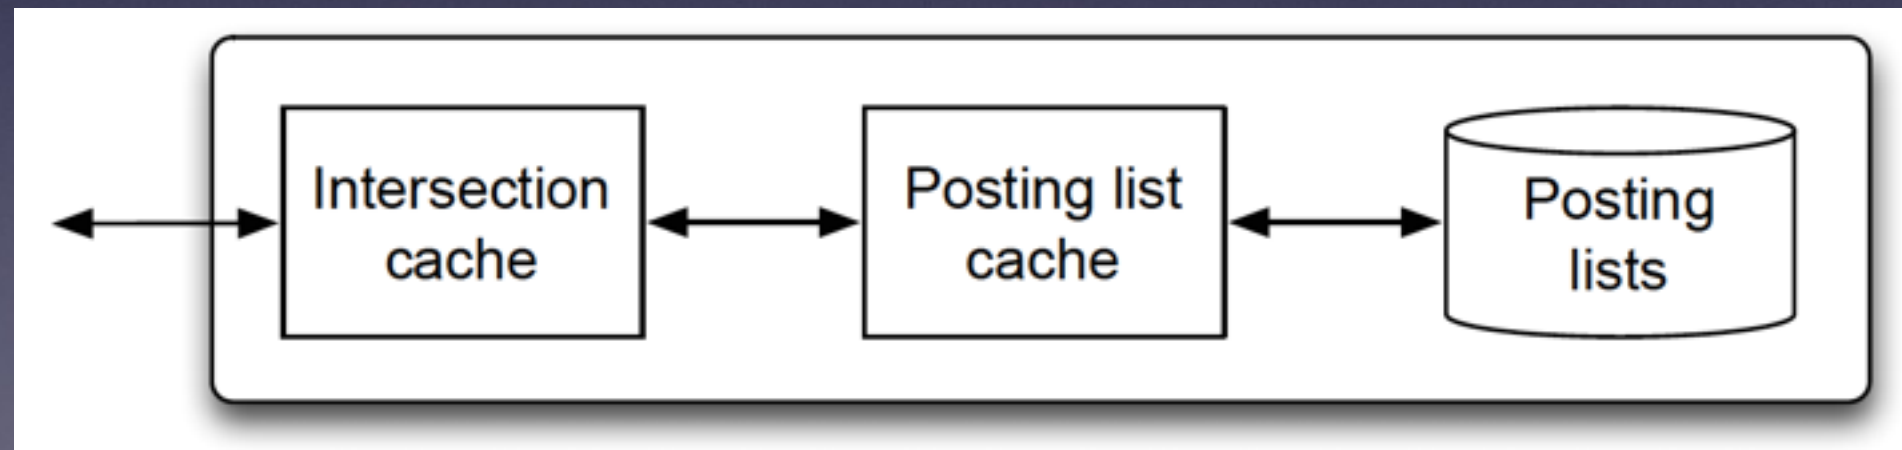 Intersection
cache
Posting list
cache
Posting
lists